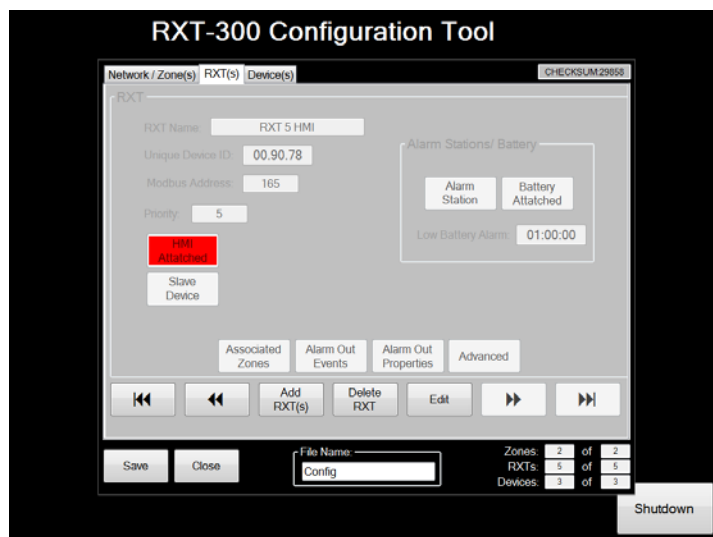 RXT-300 Configuration Tool
Network / Zone(s) RXT(s) Device(s) CHECKSUM:29858
RXT
RXT Name: RXT 5 HMI
Unique Device ID: 00.90.78
Modbus Address: 165
Priority: 5
HMI
Attatched
Slave
Device
Alarm Stations/ Battery
Alarm
Station
Battery
Attatched
Low Battery Alarm: 01:00:00
Associated
Zones
Alarm Out
Events
Alarm Out
Properties
Advanced
Add
RXT(s)
Delete
RXT
Edit
Save
Close
File Name:
Config
Zones: 2 of 2
RXTs: 5 of 5
Devices: 3 of 3
Shutdown